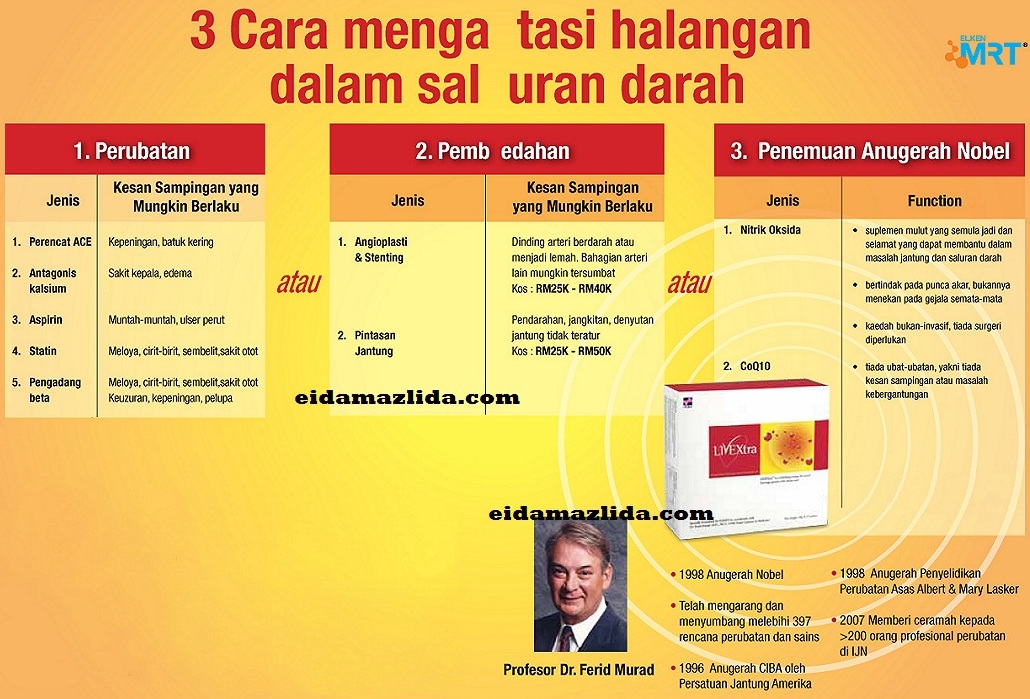 3 Cara menga tasi halangan
dalam sal uran darah
ELKEN
MRT®
1. Perubatan
Jenis
Kesan Sampingan yang
Mungkin Berlaku
1. Perencat ACE
Kepeningan, batuk kering
2. Antagonis
kalsium
Sakit kepala, edema
3. Aspirin
Muntah-muntah, ulser perut
4. Statin
Meloya, cirit-birit, sembelit,sakit otot
5. Pengadang
beta
Meloya, cirit-birit, sembelit,sakit otot
Keuzuran, kepeningan, pelupa
atau
2. Pemb edahan
Jenis
Kesan Sampingan
yang Mungkin Berlaku
1. Angioplasti
& Stenting
Dinding arteri berdarah atau
menjadi lemah. Bahagian arteri
lain mungkin tersumbat
Kos : RM25K - RM40K
2. Pintasan
Jantung
Pendarahan, jangkitan, denyutan
jantung tidak teratur
Kos : RM25K - RM50K
eidamazlida.com
atau
3. Penemuan Anugerah Nobel
Jenis
Function
1. Nitrik Oksida
• suplemen mulut yang semula jadi dan
selamat yang dapat membantu dalam
masalah jantung dan saluran darah
• bertindak pada punca akar, bukannya
menekan pada gejala semata-mata
• kaedah bukan-invasif, tiada surgeri
diperlukan
2. CoQ10
• tiada ubat-ubatan, yakni tiada
kesan sampingan atau masalah
kebergantungan
LIVEXtra
eidamazlida.com
Profesor Dr. Ferid Murad
• 1998 Anugerah Nobel
• Telah mengarang dan
menyumbang melebihi 397
rencana perubatan dan sains
• 1996 Anugerah CIBA oleh
Persatuan Jantung Amerika
• 1998 Anugerah Penyelidikan
Perubatan Asas Albert & Mary Lasker
• 2007 Memberi ceramah kepada
>200 orang profesional perubatan
di IJN